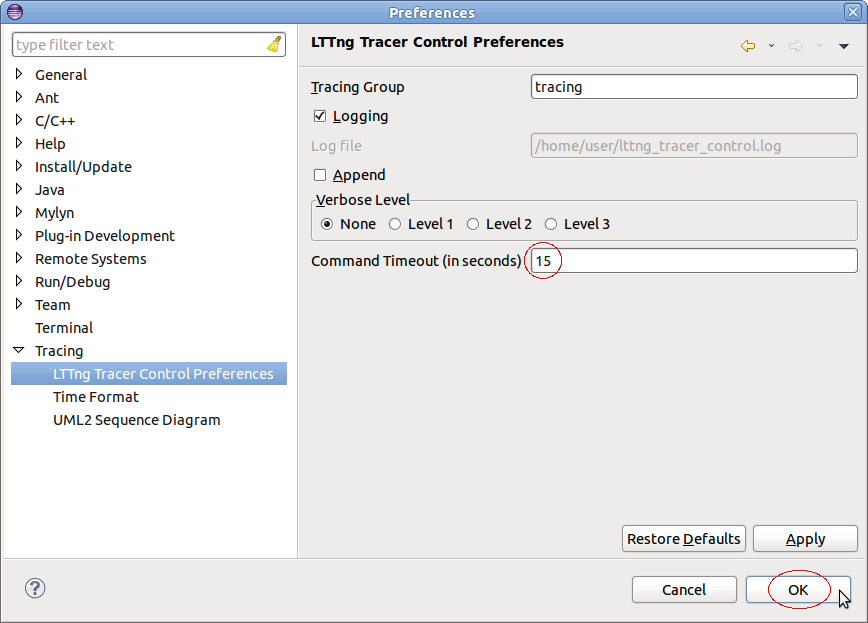 Preferences
type filter text
General
Ant
C/C++
Help
Install/Update
Java
Mylyn
Plug-in Development
Remote Systems
Run/Debug
Team
Terminal
Tracing
LTTng Tracer Control Preferences
Time Format
UML2 Sequence Diagram
LTTng Tracer Control Preferences
Tracing Group tracing
Logging
Log file /home/user/lttng_tracer_control.log
Append
Verbose Level
None Level 1 Level 2 Level 3
Command Timeout (in seconds) 15
Restore Defaults Apply
? Cancel OK